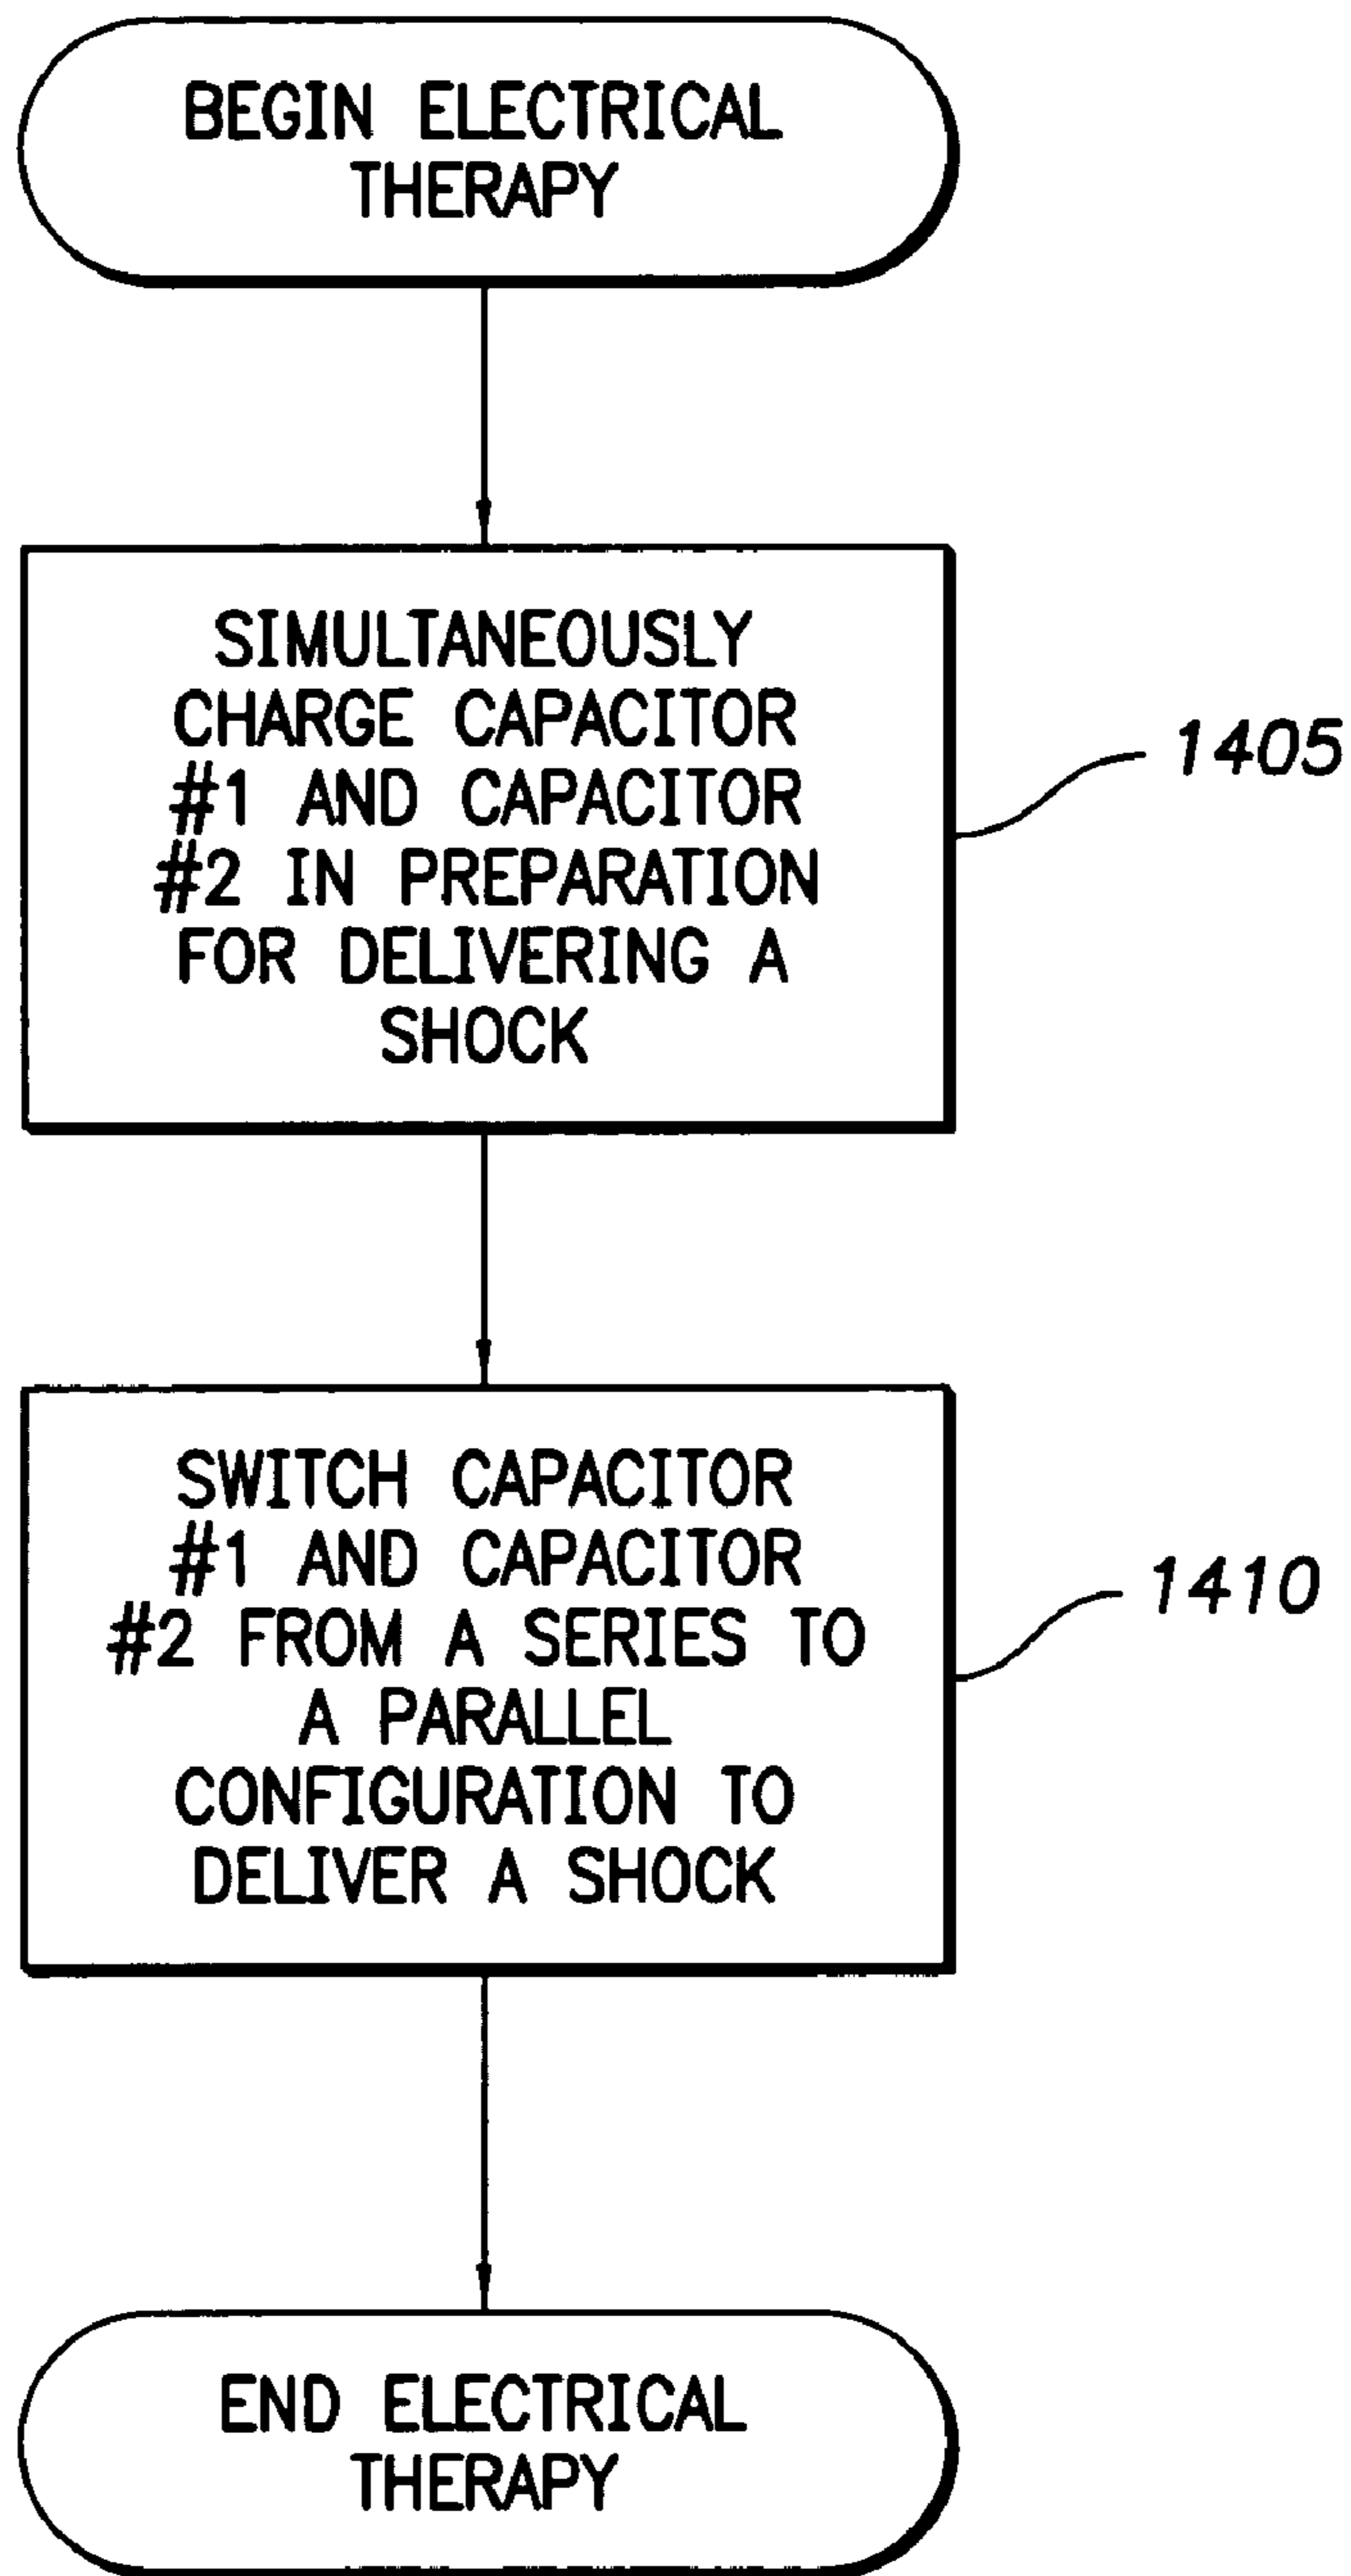 BEGIN ELECTRICAL
THERAPY
SIMULTANEOUSLY
CHARGE CAPACITOR
#1 AND CAPACITOR
#2 IN PREPARATION
FOR DELIVERING A
SHOCK
1405
SWITCH CAPACITOR
#1 AND CAPACITOR
#2 FROM A SERIES TO
A PARALLEL
CONFIGURATION TO
DELIVER A SHOCK
1410
END ELECTRICAL
THERAPY